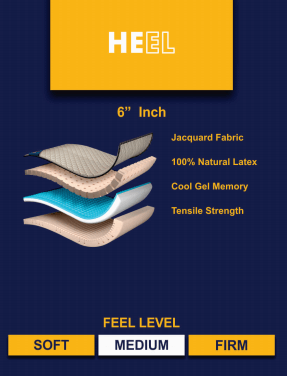 HEEL
6” Inch
Jacquard Fabric
100% Natural Latex
Cool Gel Memory
Tensile Strength
FEEL LEVEL
SOFT MEDIUM FIRM